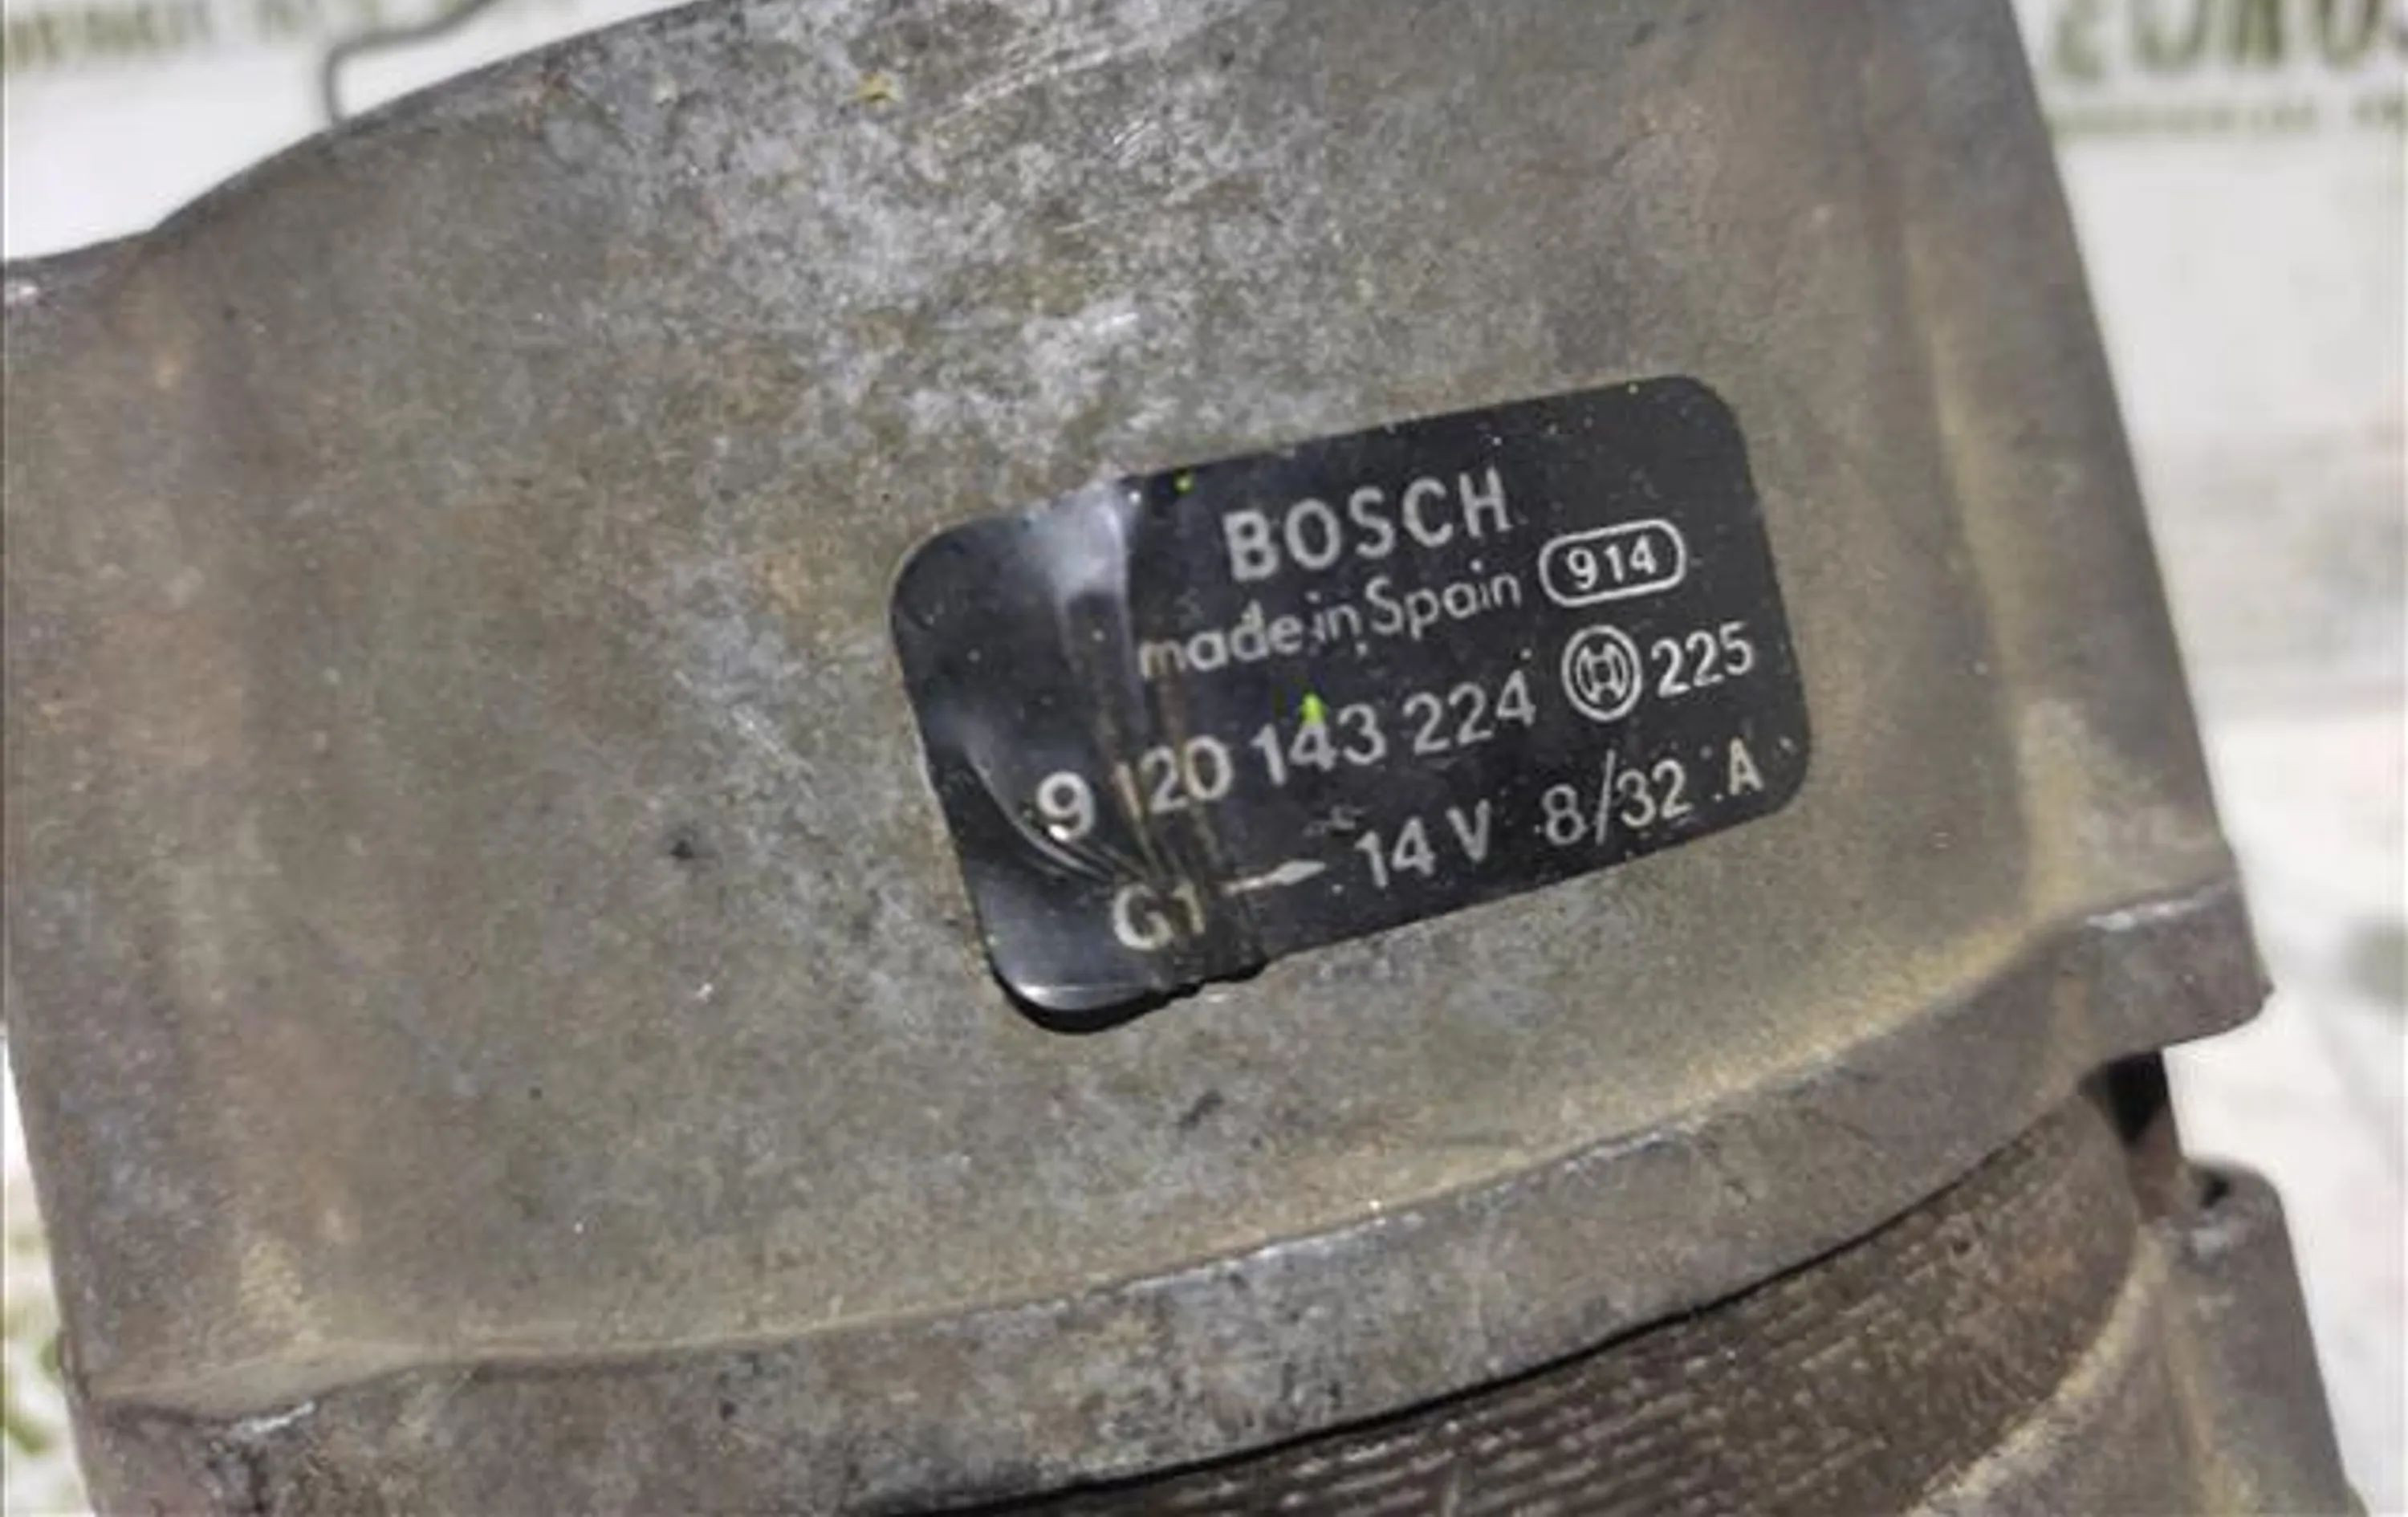 BOSCH
made in Spain 914
9 120 143 224 225
G1 → 14 V 8/32 A